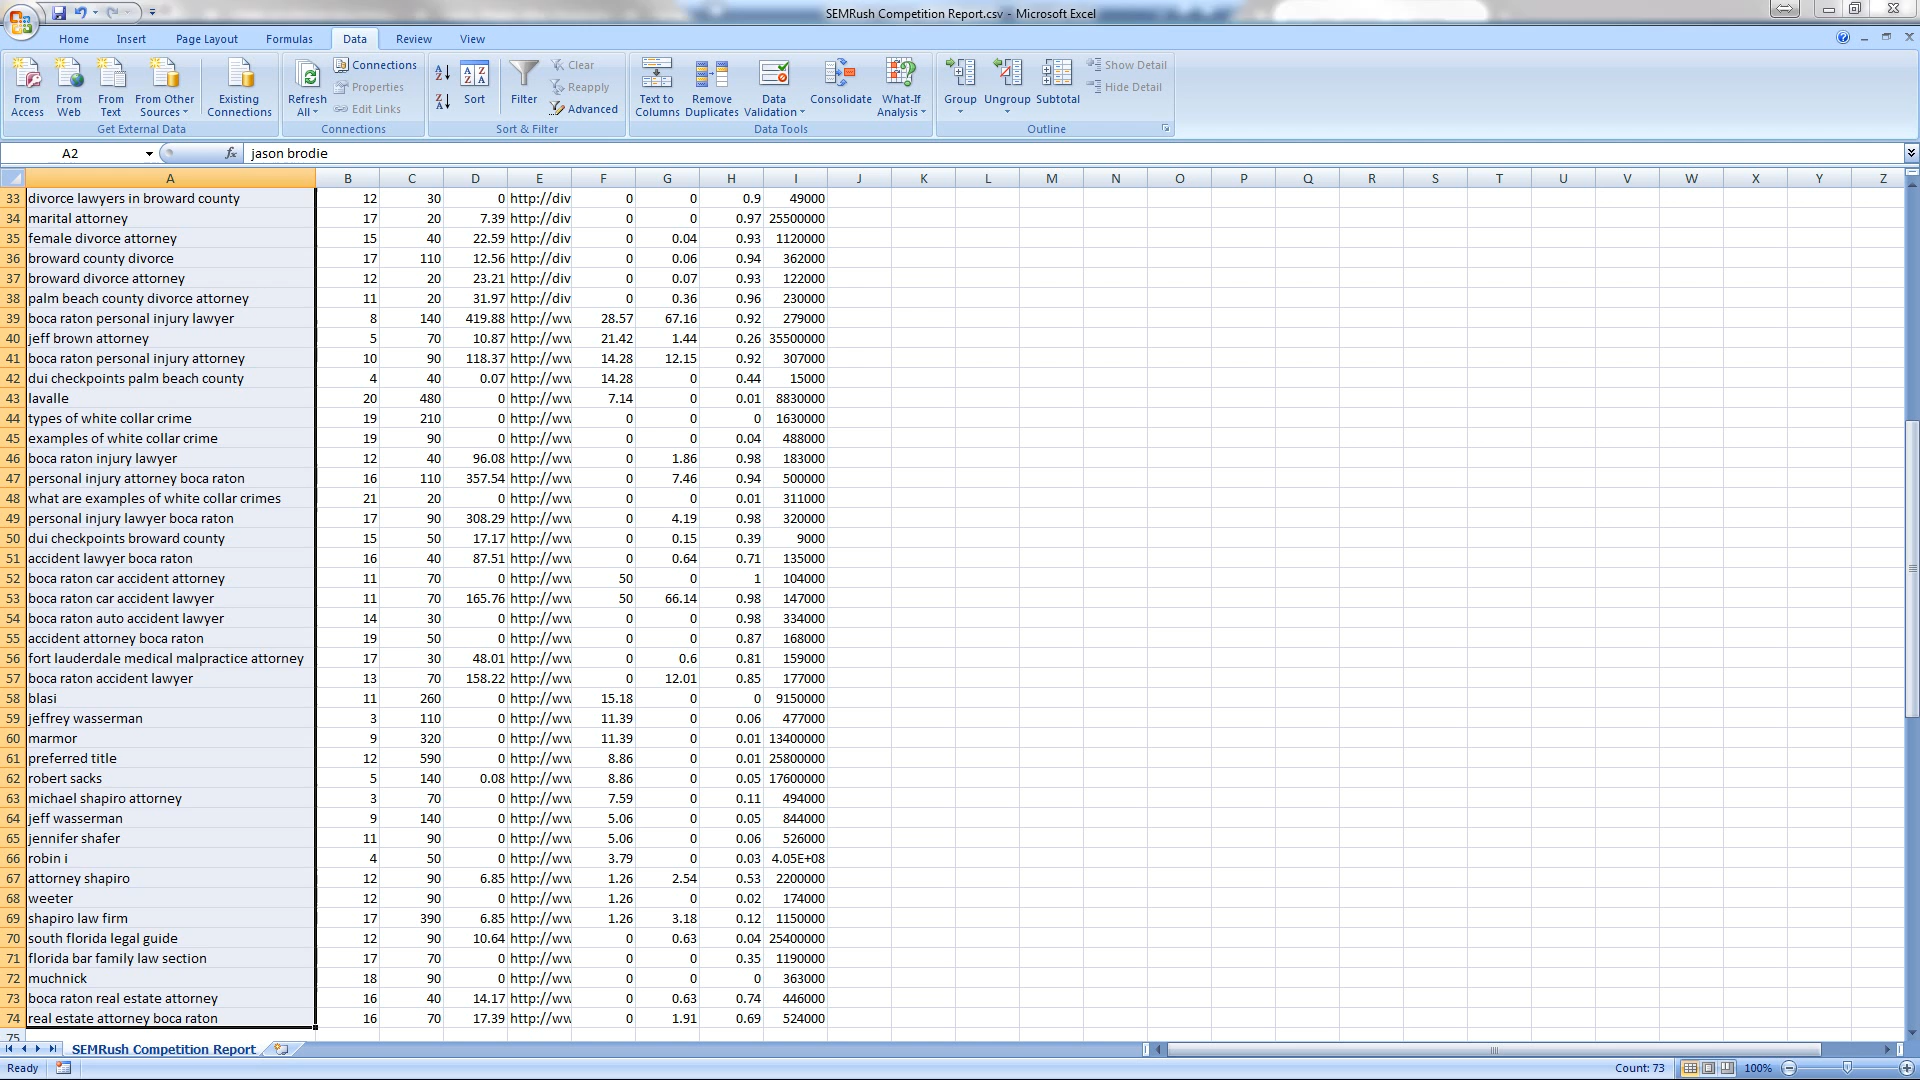 SEMRush Competition Report.csv - Microsoft Excel
Home Insert Page Layout Formulas Data Review View
From Access From Web From Text From Other Sources Existing Connections Get External Data
Refresh All Connections Properties Edit Links Connections
Sort Filter Clear Reapply Advanced Sort & Filter
Text to Columns Remove Duplicates Data Validation Consolidate What-If Analysis Data Tools
Group Ungroup Subtotal Show Detail Hide Detail Outline
A2 fx jason brodie
A B C D E F G H I J K L M N O P Q R S T U V W X Y Z
33 divorce lawyers in broward county 12 30 0 http://div 0 0 0.9 49000
34 marital attorney 17 20 7.39 http://div 0 0 0.97 25500000
35 female divorce attorney 15 40 22.59 http://div 0 0.04 0.93 1120000
36 broward county divorce 17 110 12.56 http://div 0 0.06 0.94 362000
37 broward divorce attorney 12 20 23.21 http://div 0 0.07 0.93 122000
38 palm beach county divorce attorney 11 20 31.97 http://div 0 0.36 0.96 230000
39 boca raton personal injury lawyer 8 140 419.88 http://ww 28.57 67.16 0.92 279000
40 jeff brown attorney 5 70 10.87 http://ww 21.42 1.44 0.26 35500000
41 boca raton personal injury attorney 10 90 118.37 http://ww 14.28 12.15 0.92 307000
42 dui checkpoints palm beach county 4 40 0.07 http://ww 14.28 0 0.44 15000
43 lavalle 20 480 0 http://ww 7.14 0 0.01 8830000
44 types of white collar crime 19 210 0 http://ww 0 0 0 1630000
45 examples of white collar crime 19 90 0 http://ww 0 0 0.04 488000
46 boca raton injury lawyer 12 40 96.08 http://ww 0 1.86 0.98 183000
47 personal injury attorney boca raton 16 110 357.54 http://ww 0 7.46 0.94 500000
48 what are examples of white collar crimes 21 20 0 http://ww 0 0 0.01 311000
49 personal injury lawyer boca raton 17 90 308.29 http://ww 0 4.19 0.98 320000
50 dui checkpoints broward county 15 50 17.17 http://ww 0 0.15 0.39 9000
51 accident lawyer boca raton 16 40 87.51 http://ww 0 0.64 0.71 135000
52 boca raton car accident attorney 11 70 0 http://ww 50 0 1 104000
53 boca raton car accident lawyer 11 70 165.76 http://ww 50 66.14 0.98 147000
54 boca raton auto accident lawyer 14 30 0 http://ww 0 0 0.98 334000
55 accident attorney boca raton 19 50 0 http://ww 0 0 0.87 168000
56 fort lauderdale medical malpractice attorney 17 30 48.01 http://ww 0 0.6 0.81 159000
57 boca raton accident lawyer 13 70 158.22 http://ww 0 12.01 0.85 177000
58 blasi 11 260 0 http://ww 15.18 0 0 9150000
59 jeffrey wasserman 3 110 0 http://ww 11.39 0 0.06 477000
60 marmor 9 320 0 http://ww 11.39 0 0.01 13400000
61 preferred title 12 590 0 http://ww 8.86 0 0.01 25800000
62 robert sacks 5 140 0.08 http://ww 8.86 0 0.05 17600000
63 michael shapiro attorney 3 70 0 http://ww 7.59 0 0.11 494000
64 jeff wasserman 9 140 0 http://ww 5.06 0 0.05 844000
65 jennifer shafer 11 90 0 http://ww 5.06 0 0.06 526000
66 robin i 4 50 0 http://ww 3.79 0 0.03 4.05E+08
67 attorney shapiro 12 90 6.85 http://ww 1.26 2.54 0.53 2200000
68 weeter 12 90 0 http://ww 1.26 0 0.02 174000
69 shapiro law firm 17 390 6.85 http://ww 1.26 3.18 0.12 1150000
70 south florida legal guide 12 90 10.64 http://ww 0 0.63 0.04 25400000
71 florida bar family law section 17 70 0 http://ww 0 0 0.35 1190000
72 muchnick 18 90 0 http://ww 0 0 0 363000
73 boca raton real estate attorney 16 40 14.17 http://ww 0 0.63 0.74 446000
74 real estate attorney boca raton 16 70 17.39 http://ww 0 1.91 0.69 524000
75
SEMRush Competition Report
Ready Count: 73 100%